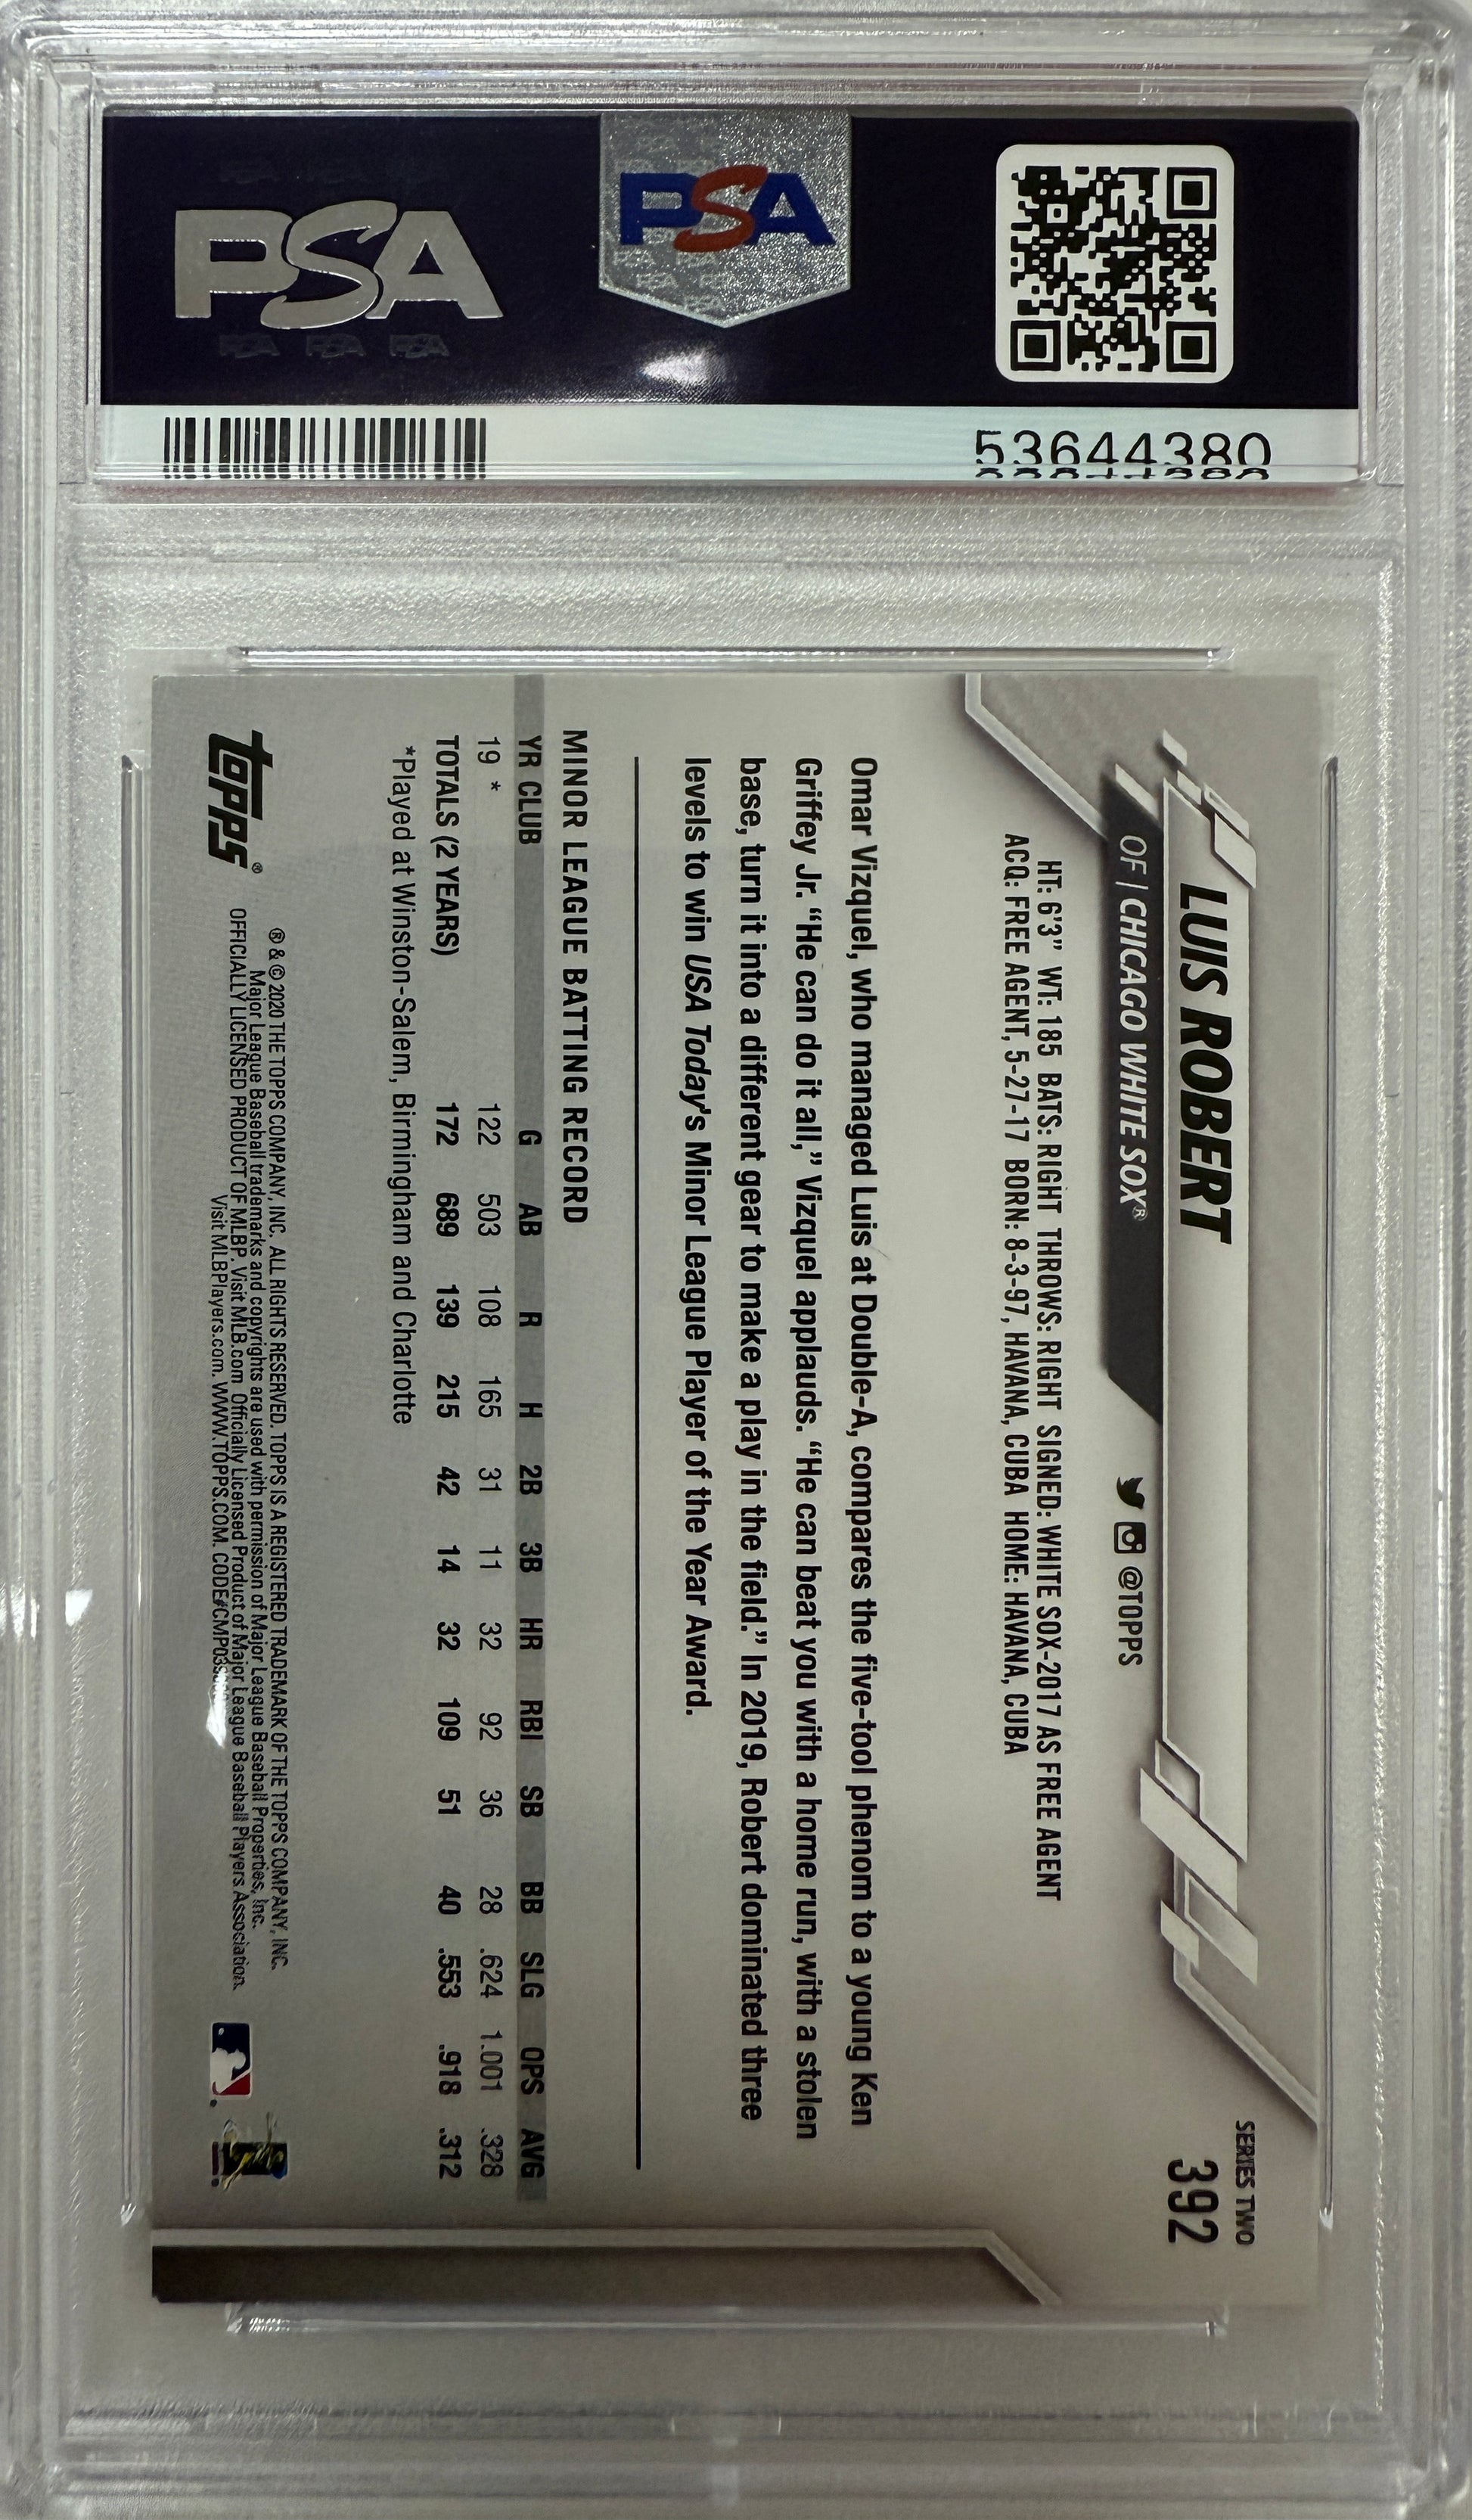 PSA
PSA
53644380
SERIES TWO
392
LUIS ROBERT
OF | CHICAGO WHITE SOX®
@TOPPS
HT: 6'3" WT: 185 BATS: RIGHT THROWS: RIGHT SIGNED: WHITE SOX-2017 AS FREE AGENT
ACQ: FREE AGENT, 5-27-17 BORN: 8-3-97, HAVANA, CUBA HOME: HAVANA, CUBA
Omar Vizquel, who managed Luis at Double-A, compares the five-tool phenom to a young Ken
Griffey Jr. “He can do it all,” Vizquel applauds. “He can beat you with a home run, with a stolen
base, turn it into a different gear to make a play in the field.” In 2019, Robert dominated three
levels to win USA Today's Minor League Player of the Year Award.
MINOR LEAGUE BATTING RECORD
YR CLUB G AB R H 2B 3B HR RBI SB BB SLG OPS AVG
19 * 122 503 108 165 31 11 32 92 36 28 .624 1.001 .328
TOTALS (2 YEARS) 172 689 139 215 42 14 32 109 51 40 .553 .918 .312
*Played at Winston-Salem, Birmingham and Charlotte
topps®
® & © 2020 THE TOPPS COMPANY, INC. ALL RIGHTS RESERVED. TOPPS IS A REGISTERED TRADEMARK OF THE TOPPS COMPANY, INC.
Major League Baseball trademarks and copyrights are used with permission of Major League Baseball Properties, Inc.
OFFICIALLY LICENSED PRODUCT OF MLBP. Visit MLB.com Officially Licensed Product of Major League Baseball Players Association.
Visit MLBPlayers.com. WWW.TOPPS.COM.